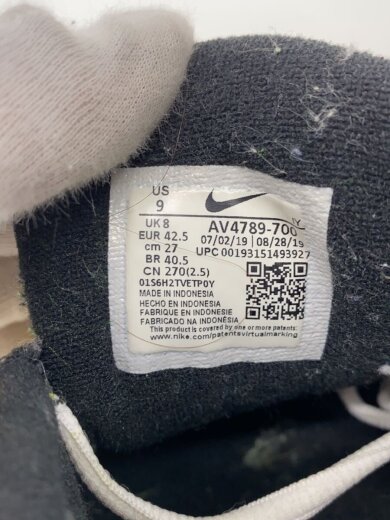 US
9
UK 8
EUR 42.5
cm 27
BR 40.5
CN 270(2.5)
AV4789-700
07/02/19 08/28/19
UPC 00193151493927
01S6H2TVETP0Y
MADE IN INDONESIA
HECHO EN INDONESIA
FABRIQUE EN INDONESIE
FABRICADO NA INDONÉSIA
This product is covered by one or more patents:
www.nike.com/patentsvirtualmarking